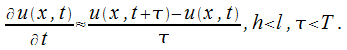 ∂u(x,t)/∂t ≈ (u(x,t+τ)−u(x,t))/τ, h<l, τ<T.